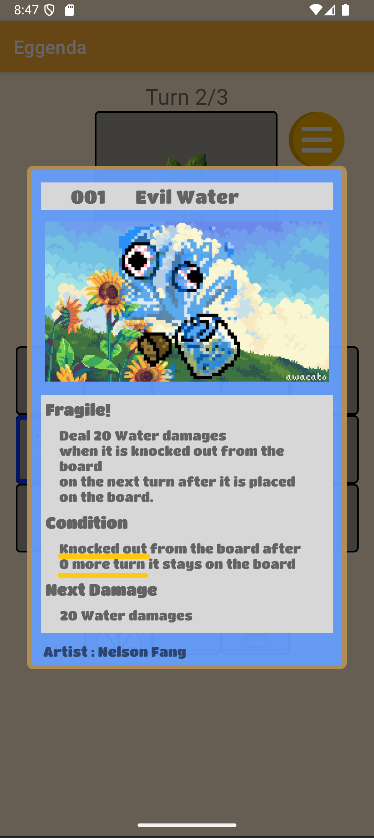 8:47
Eggenda
Turn 2/3
001 Evil Water
awacats
Fragile!
Deal 20 Water damages
when it is knocked out from the
board
on the next turn after it is placed
on the board.
Condition
Knocked out from the board after
0 more turn it stays on the board
Next Damage
20 Water damages
Artist : Nelson Fang